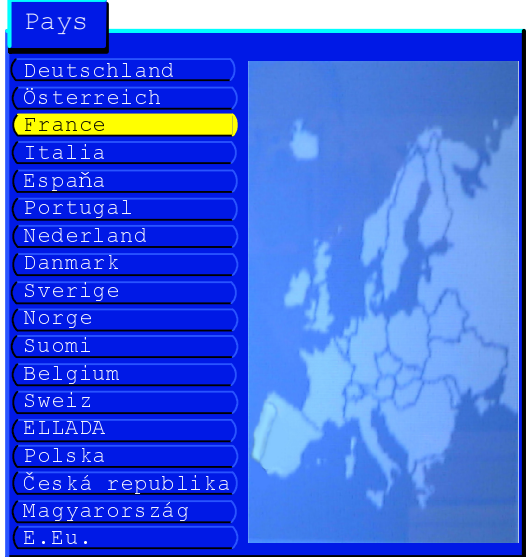 Pays
Deutschland
Österreich
France
Italia
Espaňa
Portugal
Nederland
Danmark
Sverige
Norge
Suomi
Belgium
Sweiz
ELLADA
Polska
Česká republika
Magyarország
E.Eu.